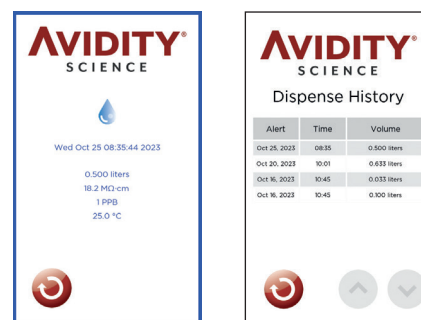 AVIDITY®
SCIENCE
Wed Oct 25 08:35:44 2023
0.500 liters
18.2 MΩ-cm
1 PPB
25.0 °C
AVIDITY®
SCIENCE
Dispense History
Alert Time Volume
Oct 25, 2023 08:35 0.500 liters
Oct 20, 2023 10:01 0.633 liters
Oct 16, 2023 10:45 0.033 liters
Oct 16, 2023 10:45 0.100 liters